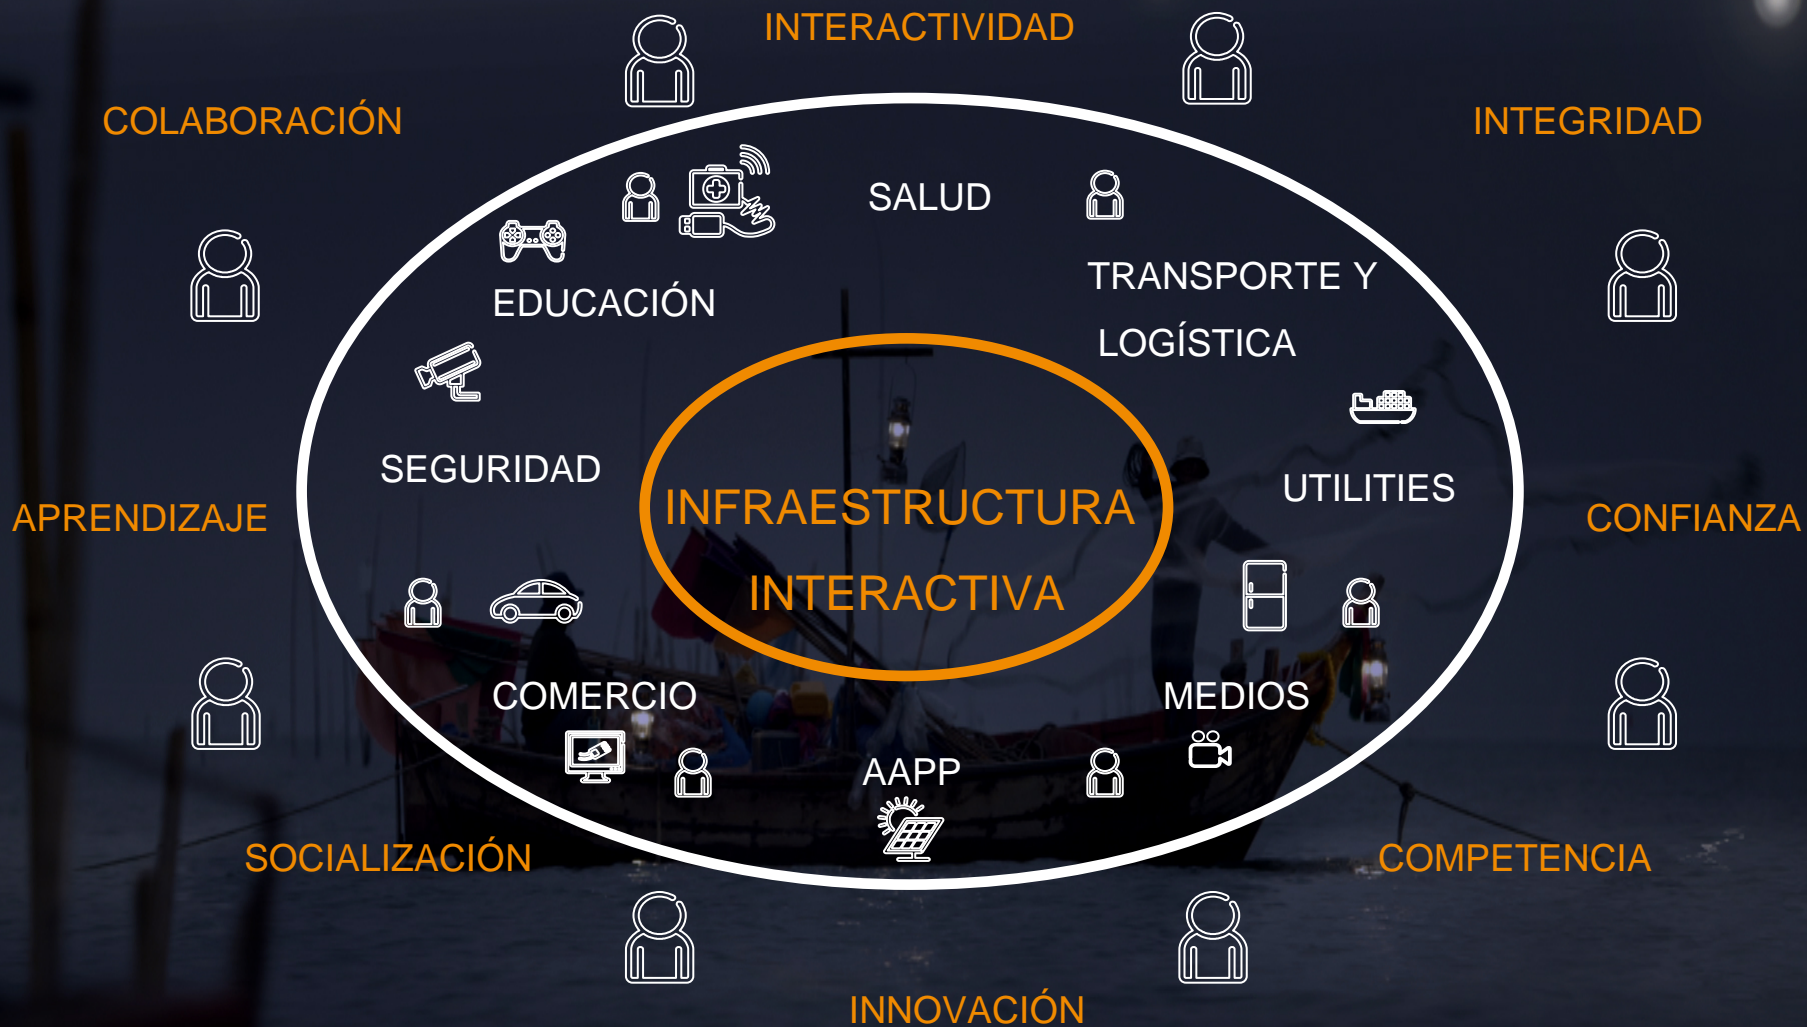 INTERACTIVIDAD
COLABORACIÓN
INTEGRIDAD
SALUD
TRANSPORTE Y
LOGÍSTICA
EDUCACIÓN
SEGURIDAD
UTILITIES
INFRAESTRUCTURA
INTERACTIVA
APRENDIZAJE
CONFIANZA
COMERCIO
MEDIOS
AAPP
SOCIALIZACIÓN
COMPETENCIA
INNOVACIÓN